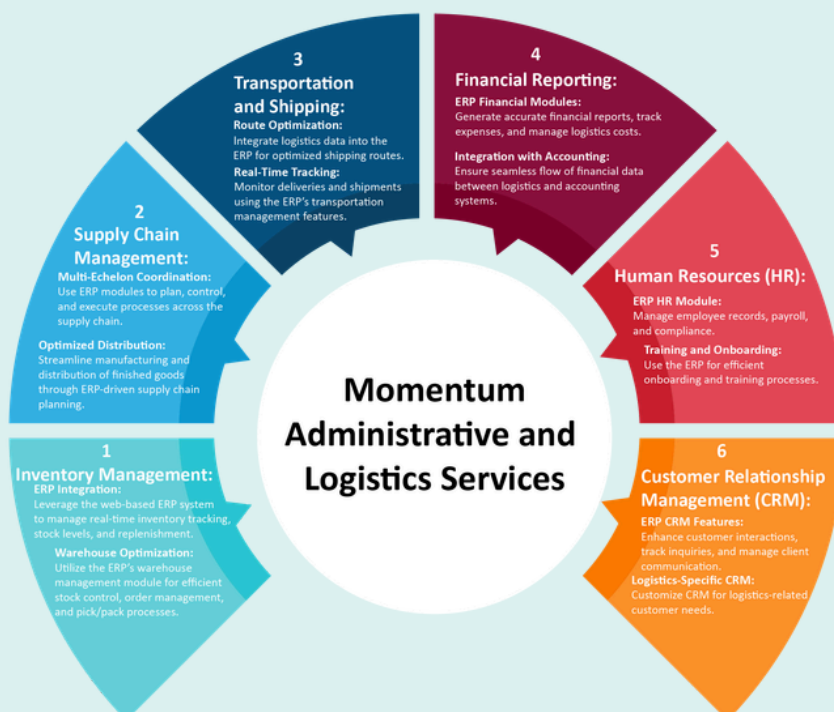 1
Inventory Management:
ERP Integration:
Leverage the web-based ERP system
to manage real-time inventory tracking,
stock levels, and replenishment.
Warehouse Optimization:
Utilize the ERP's warehouse
management module for efficient
stock control, order management,
and pick/pack processes.
2
Supply Chain
Management:
Multi-Echelon Coordination:
Use ERP modules to plan, control,
and execute processes across the
supply chain.
Optimized Distribution:
Streamline manufacturing and
distribution of finished goods
through ERP-driven supply chain
planning.
3
Transportation
and Shipping:
Route Optimization:
Integrate logistics data into the
ERP for optimized shipping routes.
Real-Time Tracking:
Monitor deliveries and shipments
using the ERP's transportation
management features.
4
Financial Reporting:
ERP Financial Modules:
Generate accurate financial reports, track
expenses, and manage logistics costs.
Integration with Accounting:
Ensure seamless flow of financial data
between logistics and accounting
systems.
5
Human Resources (HR):
ERP HR Module:
Manage employee records, payroll,
and compliance.
Training and Onboarding:
Use the ERP for efficient
onboarding and training processes.
6
Customer Relationship
Management (CRM):
ERP CRM Features:
Enhance customer interactions,
track inquiries, and manage client
communication.
Logistics-Specific CRM:
Customize CRM for logistics-related
customer needs.
Momentum
Administrative and
Logistics Services